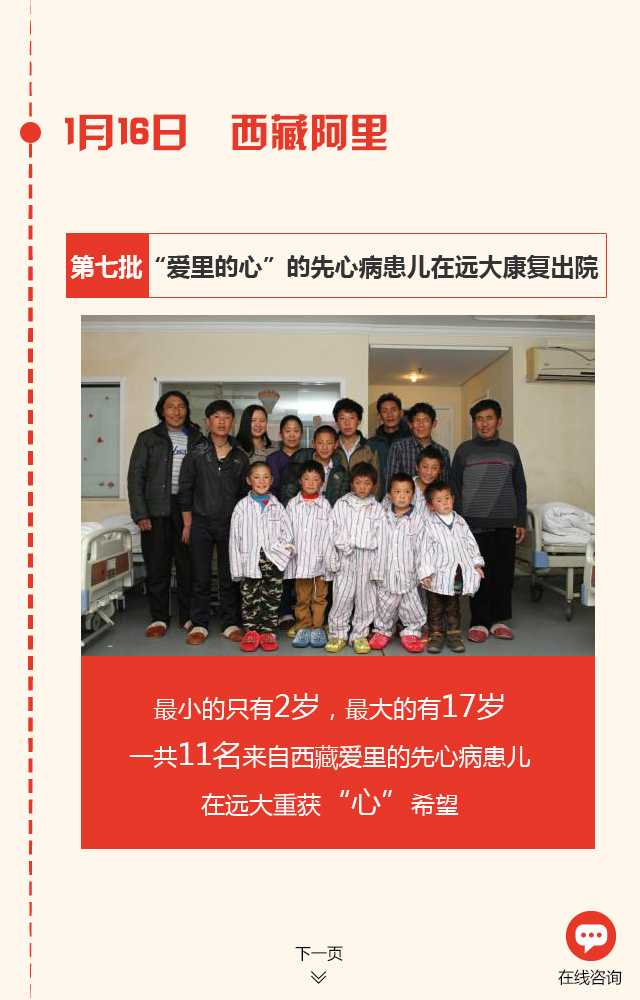 1月16日 西藏阿里
第七批 “爱里的心”的先心病患儿在远大康复出院
最小的只有2岁，最大的有17岁
一共11名来自西藏爱里的先心病患儿
在远大重获“心”希望
下一页
在线咨询